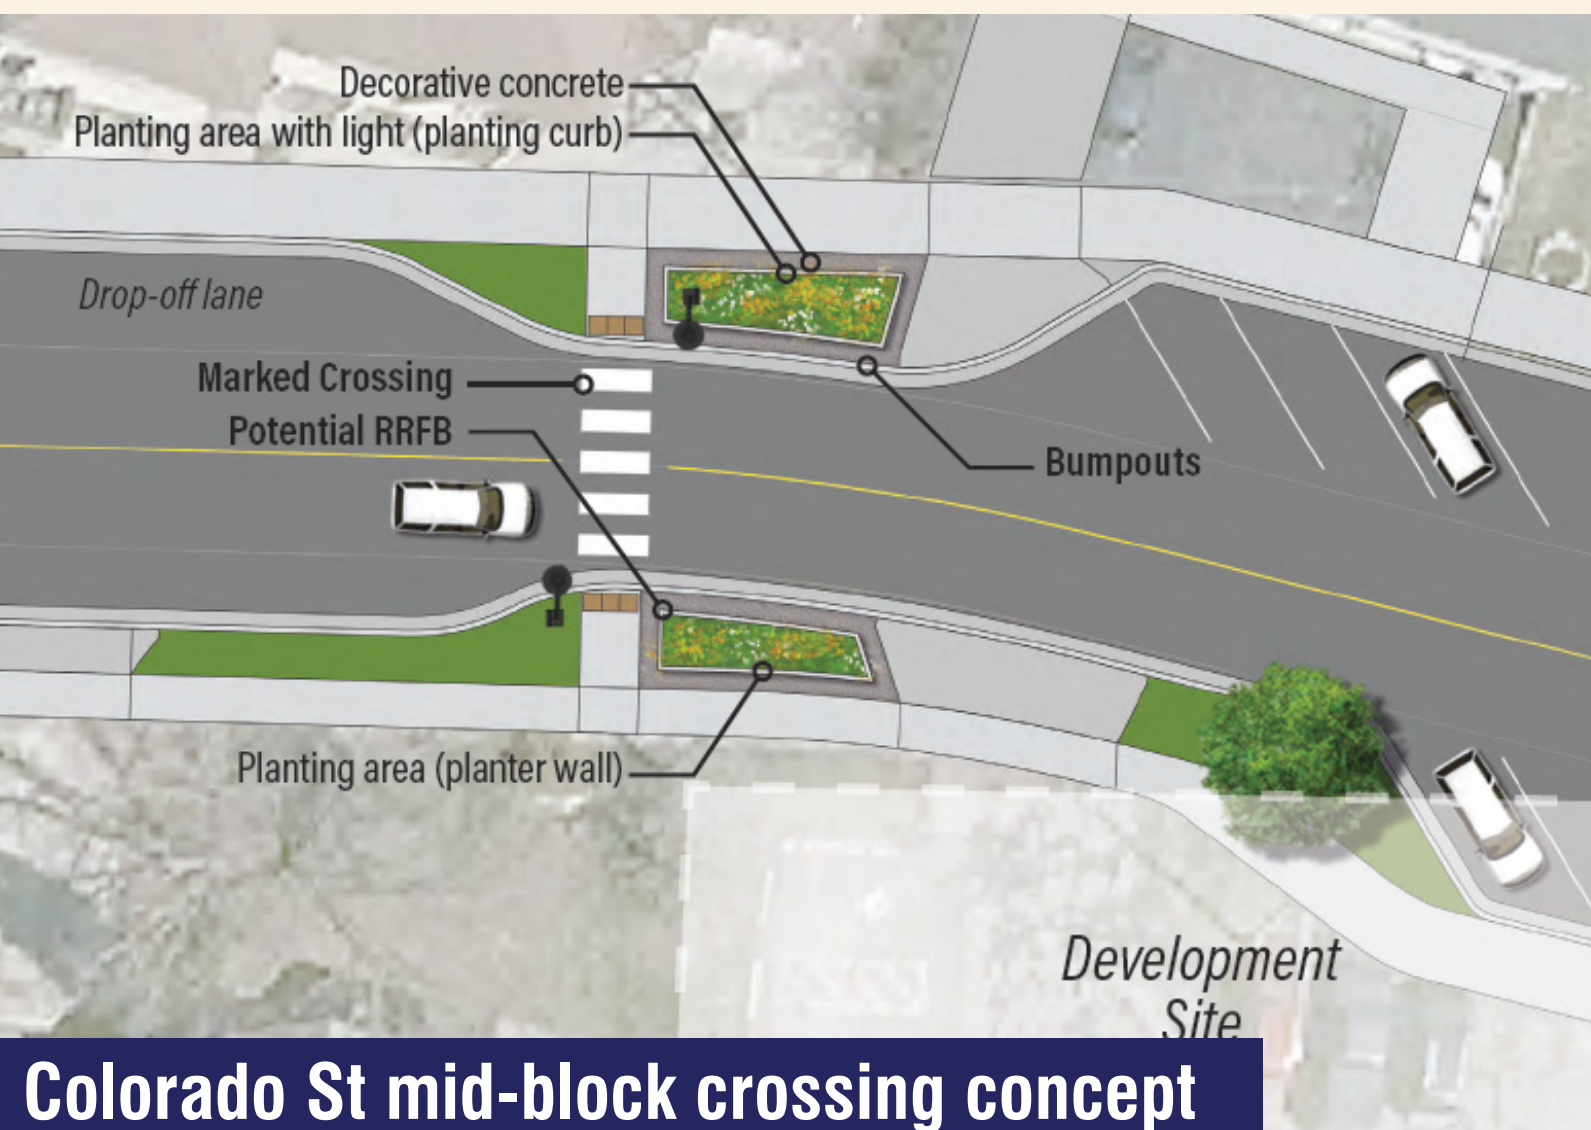 Decorative concrete
Planting area with light (planting curb)
Drop-off lane
Marked Crossing
Potential RRFB
Bumpouts
Planting area (planter wall)
Development
Site
Colorado St mid-block crossing concept